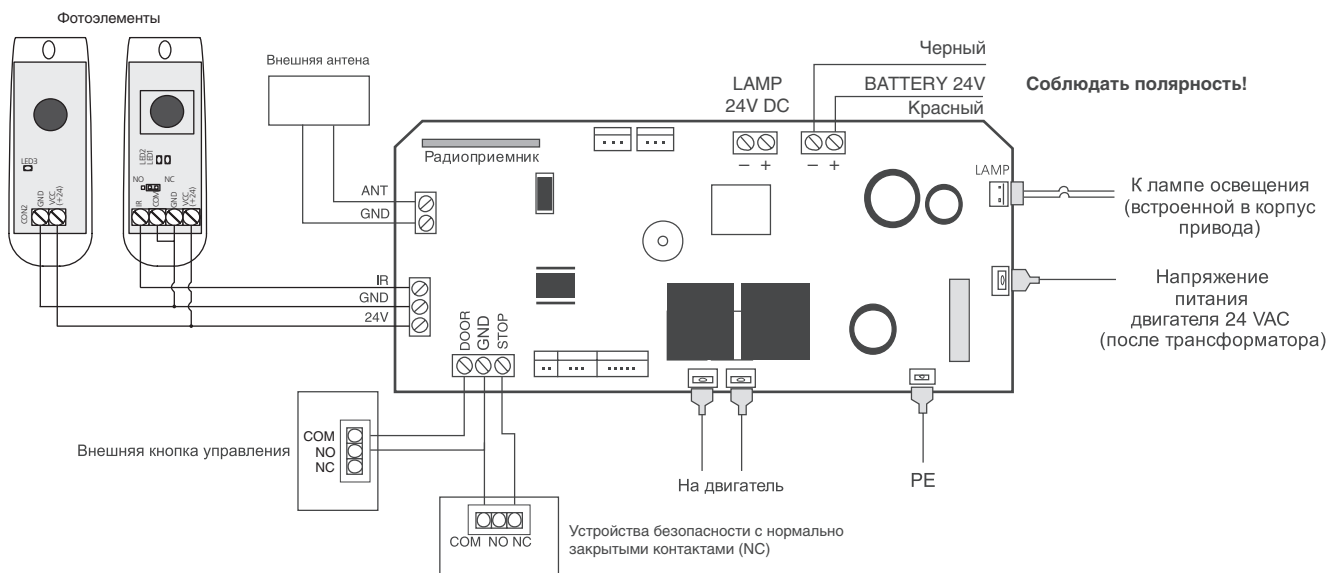 Фотоэлементы
Внешняя антена
Черный
LAMP
24V DC
BATTERY 24V
Соблюдать полярность!
Красный
– +
– +
Радиоприемник
LAMP
К лампе освещения
(встроенной в корпус
привода)
ANT
GND
LED3
CON2
GND
VCC
(+24)
LED2
LED1
NO
NC
IR
COM
GND
VCC
(+24)
IR
GND
24V
DOOR
GND
STOP
Напряжение
питания
двигателя 24 VAC
(после трансформатора)
Внешняя кнопка управления
COM
NO
NC
На двигатель
PE
COM NO NC
Устройства безопасности с нормально
закрытыми контактами (NC)